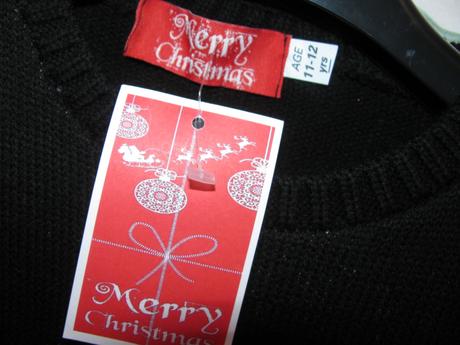 Merry
Christmas
AGE
11-12
yrs
Merry
Christmas